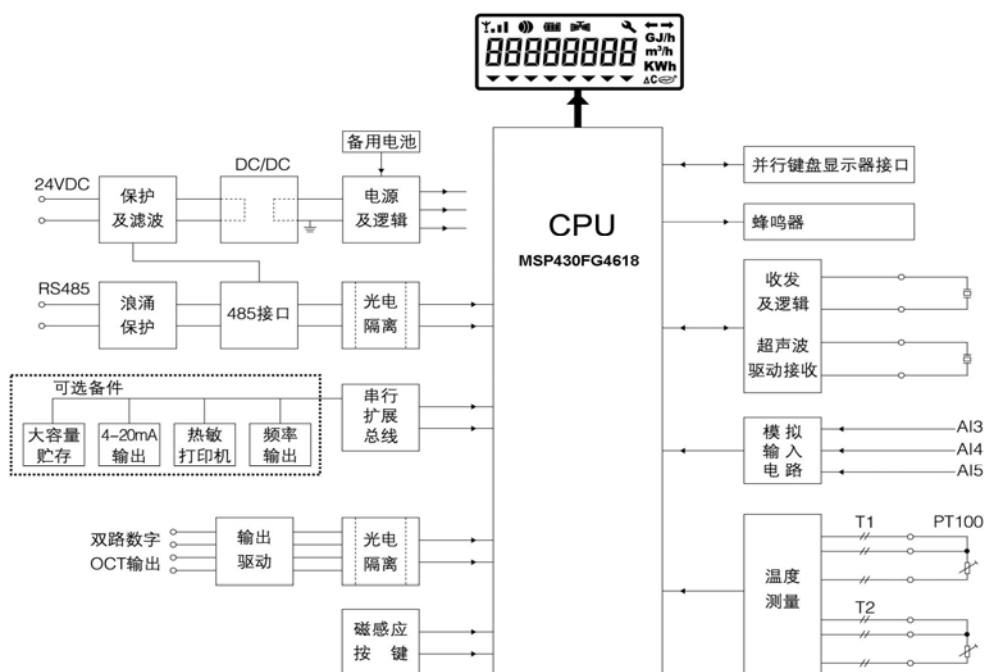 88888888
GJ/h
m³/h
KWh
ΔC
备用电池
DC/DC
24VDC
保护
及滤波
电源
及逻辑
CPU
MSP430FG4618
并行键盘显示器接口
蜂鸣器
RS485
浪涌
保护
485接口
光电
隔离
收发
及逻辑
超声波
驱动接收
可选备件
大容量
贮存
4-20mA
输出
热敏
打印机
频率
输出
串行
扩展
总线
模拟
输入
电路
AI3
AI4
AI5
双路数字
OCT输出
输出
驱动
光电
隔离
温度
测量
T1
PT100
T2
磁感应
按 键